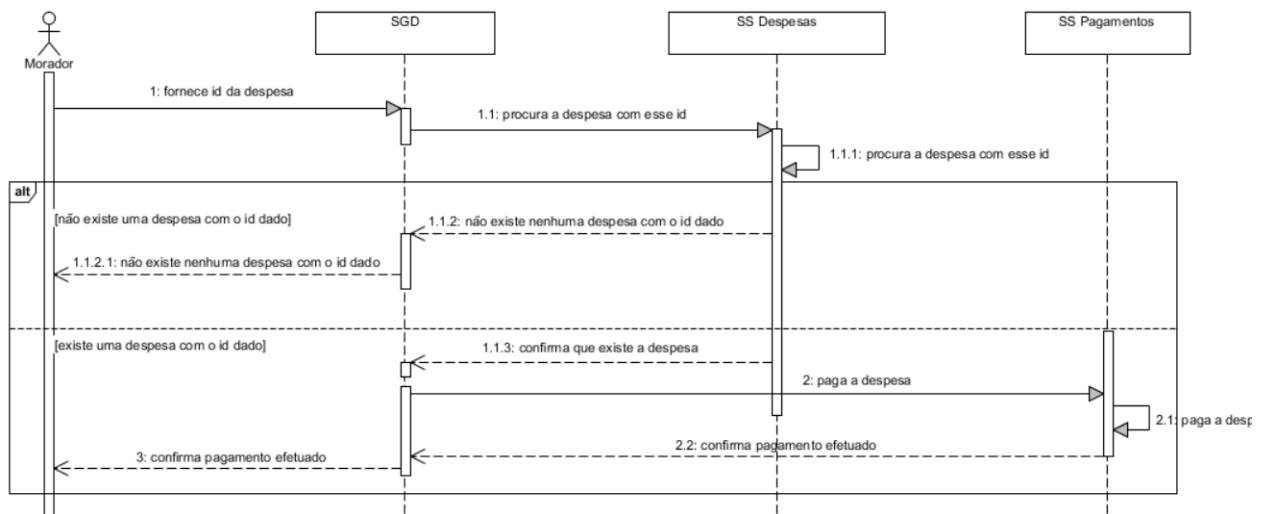 SGD
SS Despesas
SS Pagamentos
Morador
1: fornece id da despesa
1.1: procura a despesa com esse id
1.1.1: procura a despesa com esse id
alt
[não existe uma despesa com o id dado]
1.1.2: não existe nenhuma despesa com o id dado
1.1.2.1: não existe nenhuma despesa com o id dado
[existe uma despesa com o id dado]
1.1.3: confirma que existe a despesa
2: paga a despesa
2.1: paga a desp
2.2: confirma pagamento efetuado
3: confirma pagamento efetuado